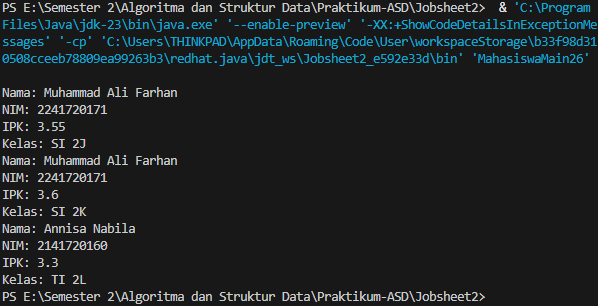 PS E:\Semester 2\Algoritma dan Struktur Data\Praktikum-ASD\Jobsheet2>  & 'C:\Program
Files\Java\jdk-23\bin\java.exe' '--enable-preview' '-XX:+ShowCodeDetailsInExceptionMe
ssages' '-cp' 'C:\Users\THINKPAD\AppData\Roaming\Code\User\workspaceStorage\b33f98d31
0508cceeb78809ea99263b3\redhat.java\jdt_ws\Jobsheet2_e592e33d\bin' 'MahasiswaMain26'
Nama: Muhammad Ali Farhan
NIM: 2241720171
IPK: 3.55
Kelas: SI 2J
Nama: Muhammad Ali Farhan
NIM: 2241720171
IPK: 3.6
Kelas: SI 2K
Nama: Annisa Nabila
NIM: 2141720160
IPK: 3.3
Kelas: TI 2L
PS E:\Semester 2\Algoritma dan Struktur Data\Praktikum-ASD\Jobsheet2>